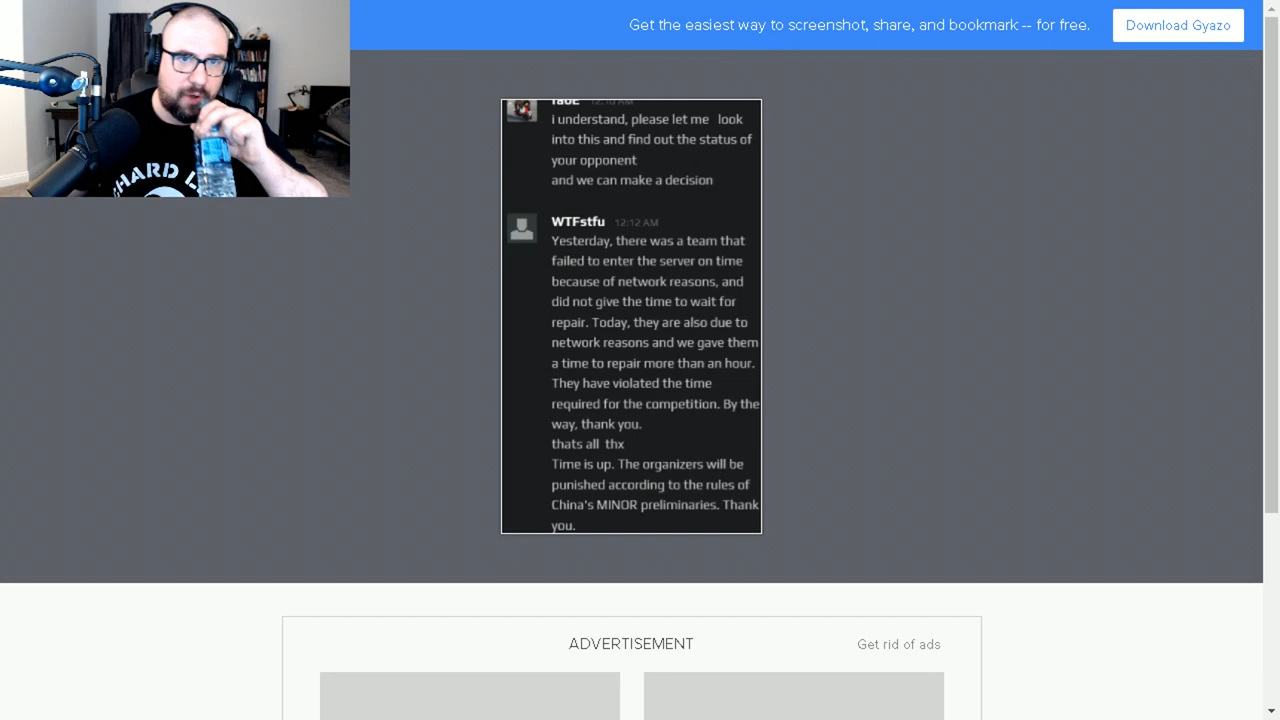 Get the easiest way to screenshot, share, and bookmark -- for free.
Download Gyazo
12:10 AM
i understand, please let me look
into this and find out the status of
your opponent
and we can make a decision
WTFstfu 12:12 AM
Yesterday, there was a team that
failed to enter the server on time
because of network reasons, and
did not give the time to wait for
repair. Today, they are also due to
network reasons and we gave them
a time to repair more than an hour.
They have violated the time
required for the competition. By the
way, thank you.
thats all thx
Time is up. The organizers will be
punished according to the rules of
China's MINOR preliminaries. Thank
you.
ADVERTISEMENT
Get rid of ads